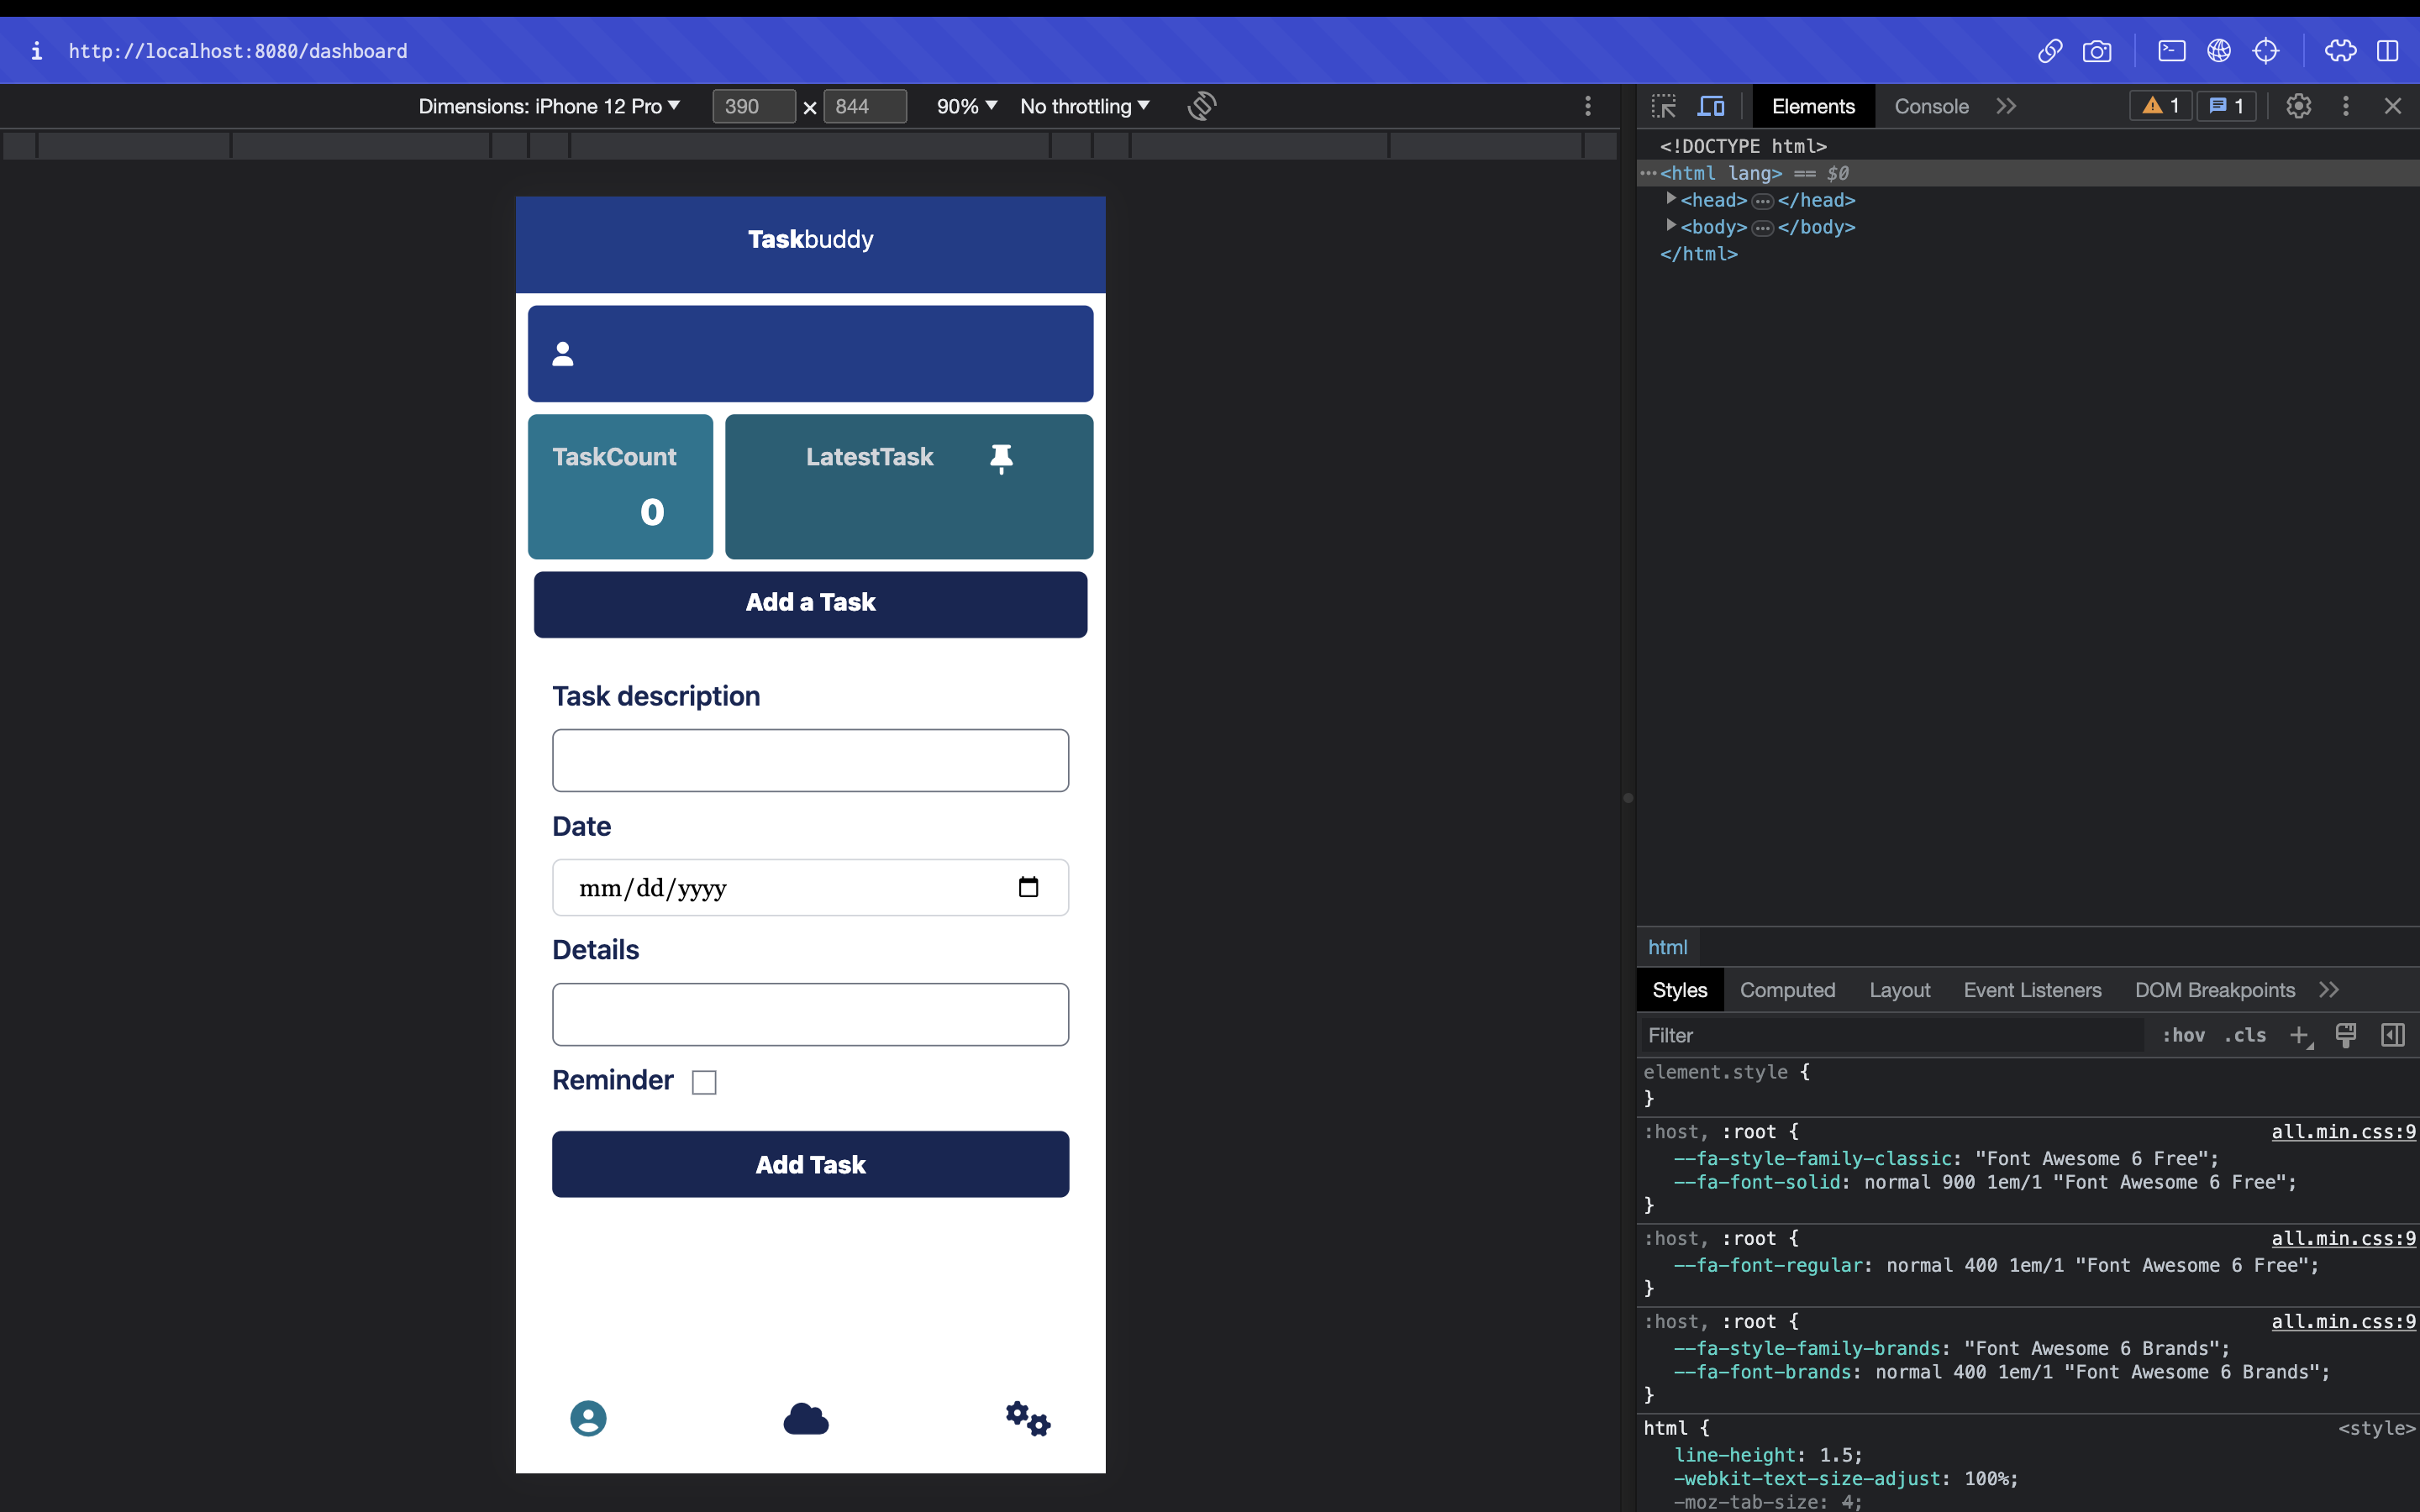 http://localhost:8080/dashboard
Dimensions: iPhone 12 Pro 390 × 844 90% No throttling
Taskbuddy
TaskCount
0
LatestTask
Add a Task
Task description
Date
mm/dd/yyyy
Details
Reminder
Add Task
Elements Console 1 1
<!DOCTYPE html>
<html lang> == $0
<head> </head>
<body> </body>
</html>
html
Styles Computed Layout Event Listeners DOM Breakpoints
Filter :hov .cls
element.style {
}
:host, :root { all.min.css:9
--fa-style-family-classic: "Font Awesome 6 Free";
--fa-font-solid: normal 900 1em/1 "Font Awesome 6 Free";
}
:host, :root { all.min.css:9
--fa-font-regular: normal 400 1em/1 "Font Awesome 6 Free";
}
:host, :root { all.min.css:9
--fa-style-family-brands: "Font Awesome 6 Brands";
--fa-font-brands: normal 400 1em/1 "Font Awesome 6 Brands";
}
html { <style>
line-height: 1.5;
-webkit-text-size-adjust: 100%;
-moz-tab-size: 4;